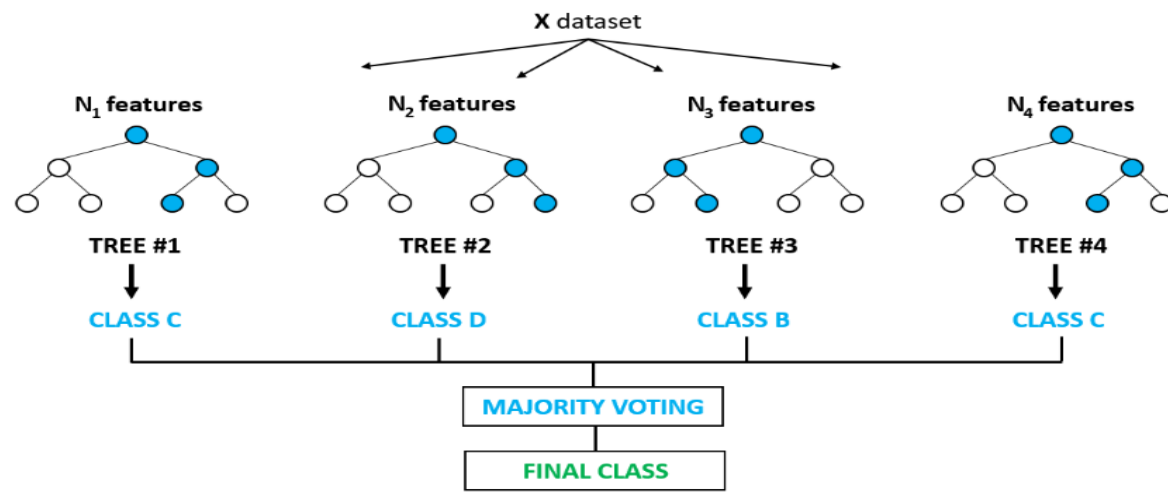 X dataset
N₁ features
N₂ features
N₃ features
N₄ features
TREE #1
TREE #2
TREE #3
TREE #4
CLASS C
CLASS D
CLASS B
CLASS C
MAJORITY VOTING
FINAL CLASS